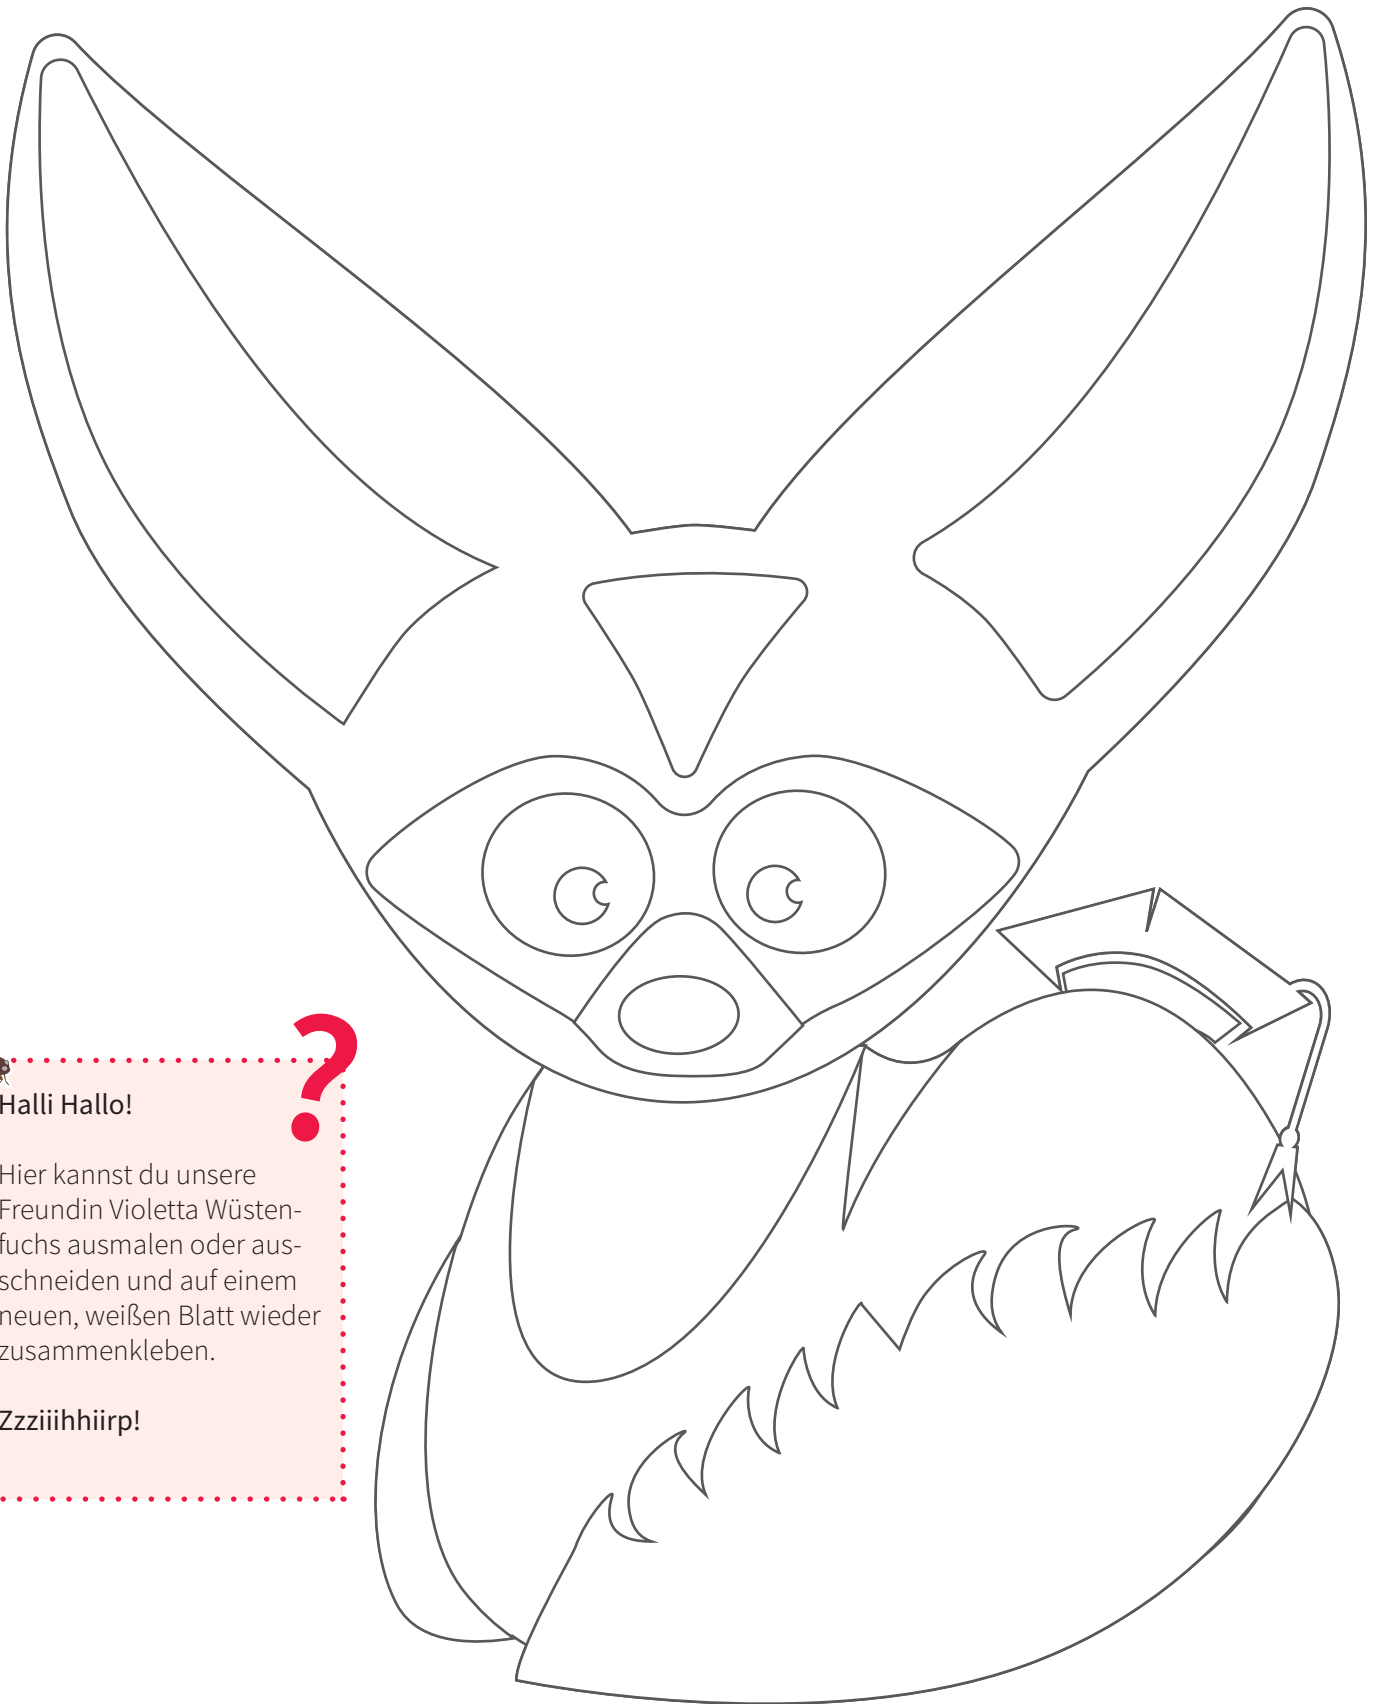 ?
Halli Hallo!
Hier kannst du unsere
Freundin Violetta Wüsten-
fuchs ausmalen oder aus-
schneiden und auf einem
neuen, weißen Blatt wieder
zusammenkleben.
Zzziiihhiirp!